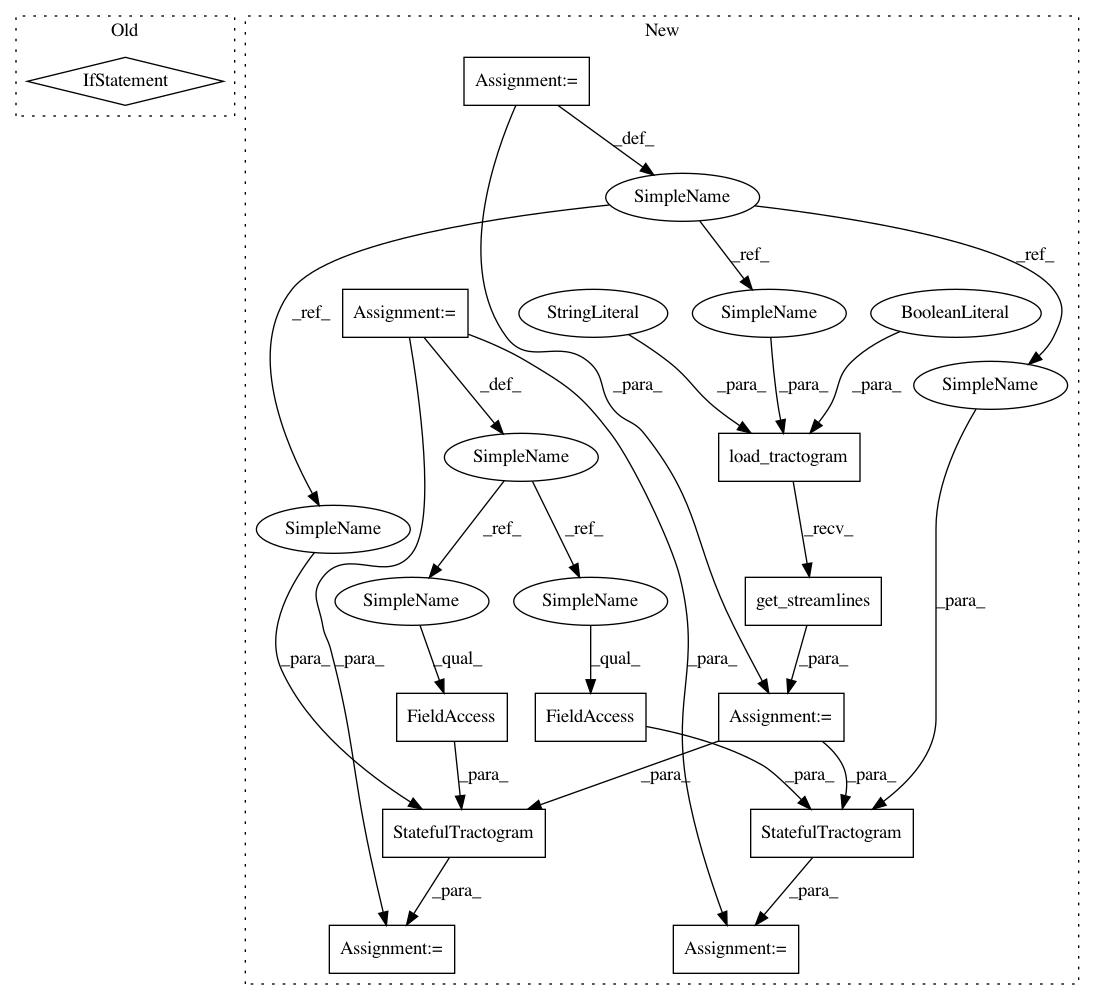 Old
New
IfStatement
Assignment:=
_def_
SimpleName
_ref_
_ref_
_ref_
Assignment:=
StringLiteral
SimpleName
BooleanLiteral
_def_
_para_
_para_
_para_
_para_
SimpleName
SimpleName
load_tractogram
_ref_
_ref_
_recv_
SimpleName
SimpleName
SimpleName
get_streamlines
_para_
_para_
_para_
_qual_
_qual_
_para_
_para_
FieldAccess
FieldAccess
Assignment:=
_para_
_para_
_para_
_para_
StatefulTractogram
StatefulTractogram
_para_
_para_
Assignment:=
Assignment:=